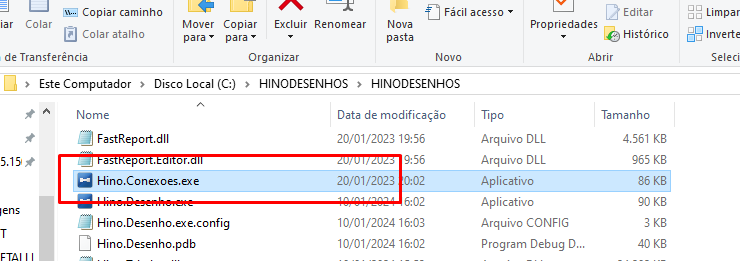 Copiar caminho
Colar atalho
Colar
Mover para
Copiar para
Excluir
Renomear
Nova pasta
Fácil acesso
Propriedades
Editar
Histórico
Limpar
Inverte
de Transferência
Organizar
Novo
Abrir
Este Computador > Disco Local (C:) > HINODESENHOS > HINODESENHOS
Nome Data de modificação Tipo Tamanho
FastReport.dll 20/01/2023 19:56 Arquivo DLL 4.561 KB
FastReport.Editor.dll 20/01/2023 19:56 Arquivo DLL 965 KB
Hino.Conexoes.exe 20/01/2023 20:02 Aplicativo 86 KB
Hino.Desenho.exe 10/01/2024 16:02 Aplicativo 90 KB
Hino.Desenho.exe.config 10/01/2024 16:03 Arquivo CONFIG 3 KB
Hino.Desenho.pdb 10/01/2024 16:02 Program Debug D... 40 KB